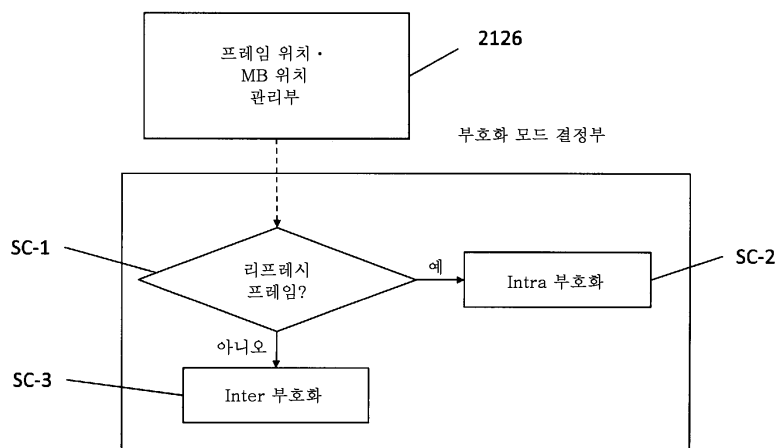 프레임 위치 ·
MB 위치
관리부
2126
부호화 모드 결정부
SC-1
리프레시
프레임?
예
Intra 부호화
SC-2
아니오
SC-3
Inter 부호화